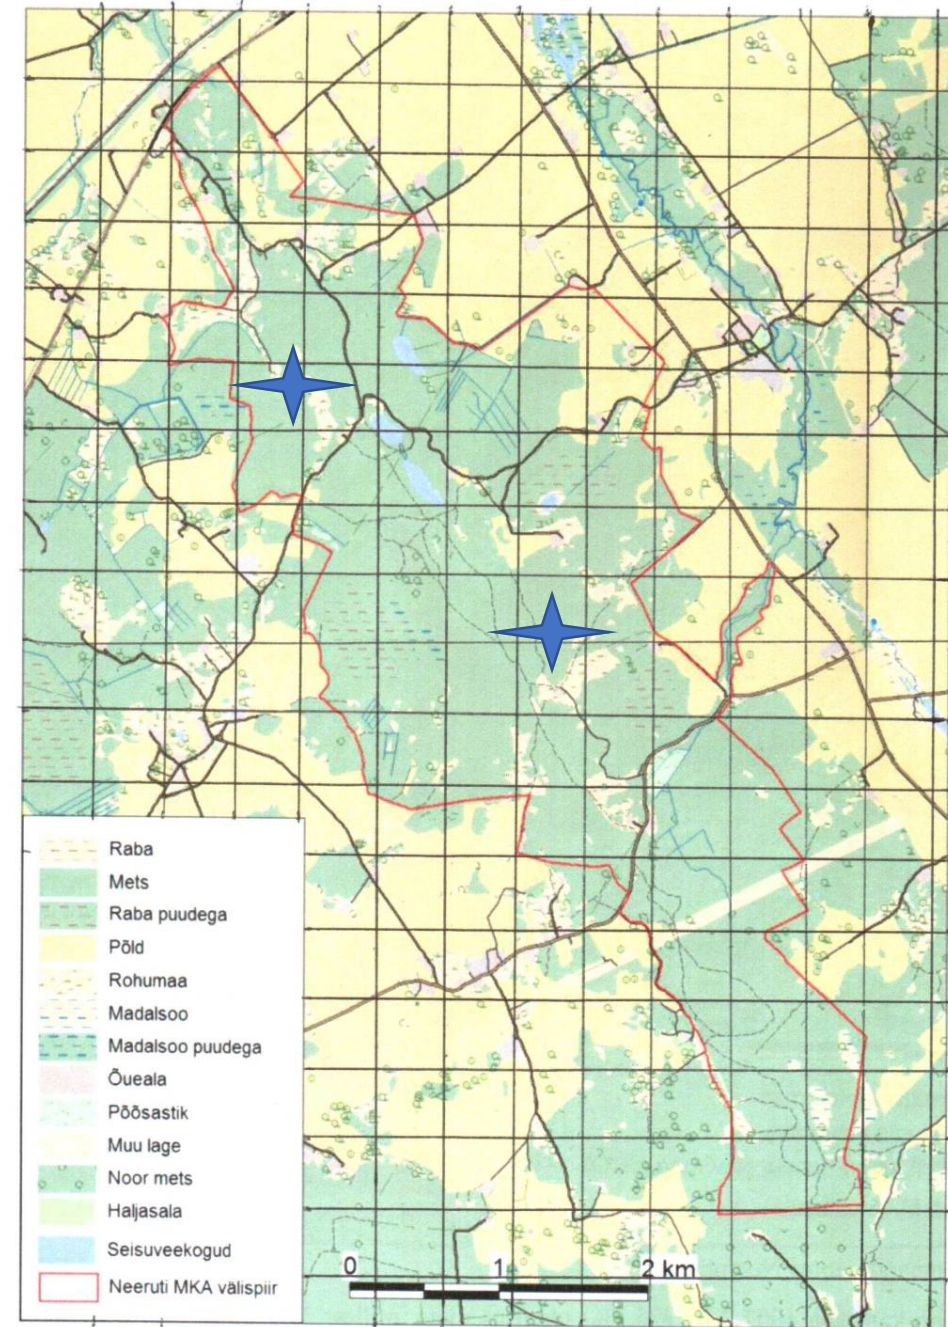 Raba
Mets
Raba puudega
Põld
Rohumaa
Madalsoo
Madalsoo puudega
Õueala
Põõsastik
Muu lage
Noor mets
Haljasala
Seisuveekogud
Neeruti MKA välispiir
0 1 2 km